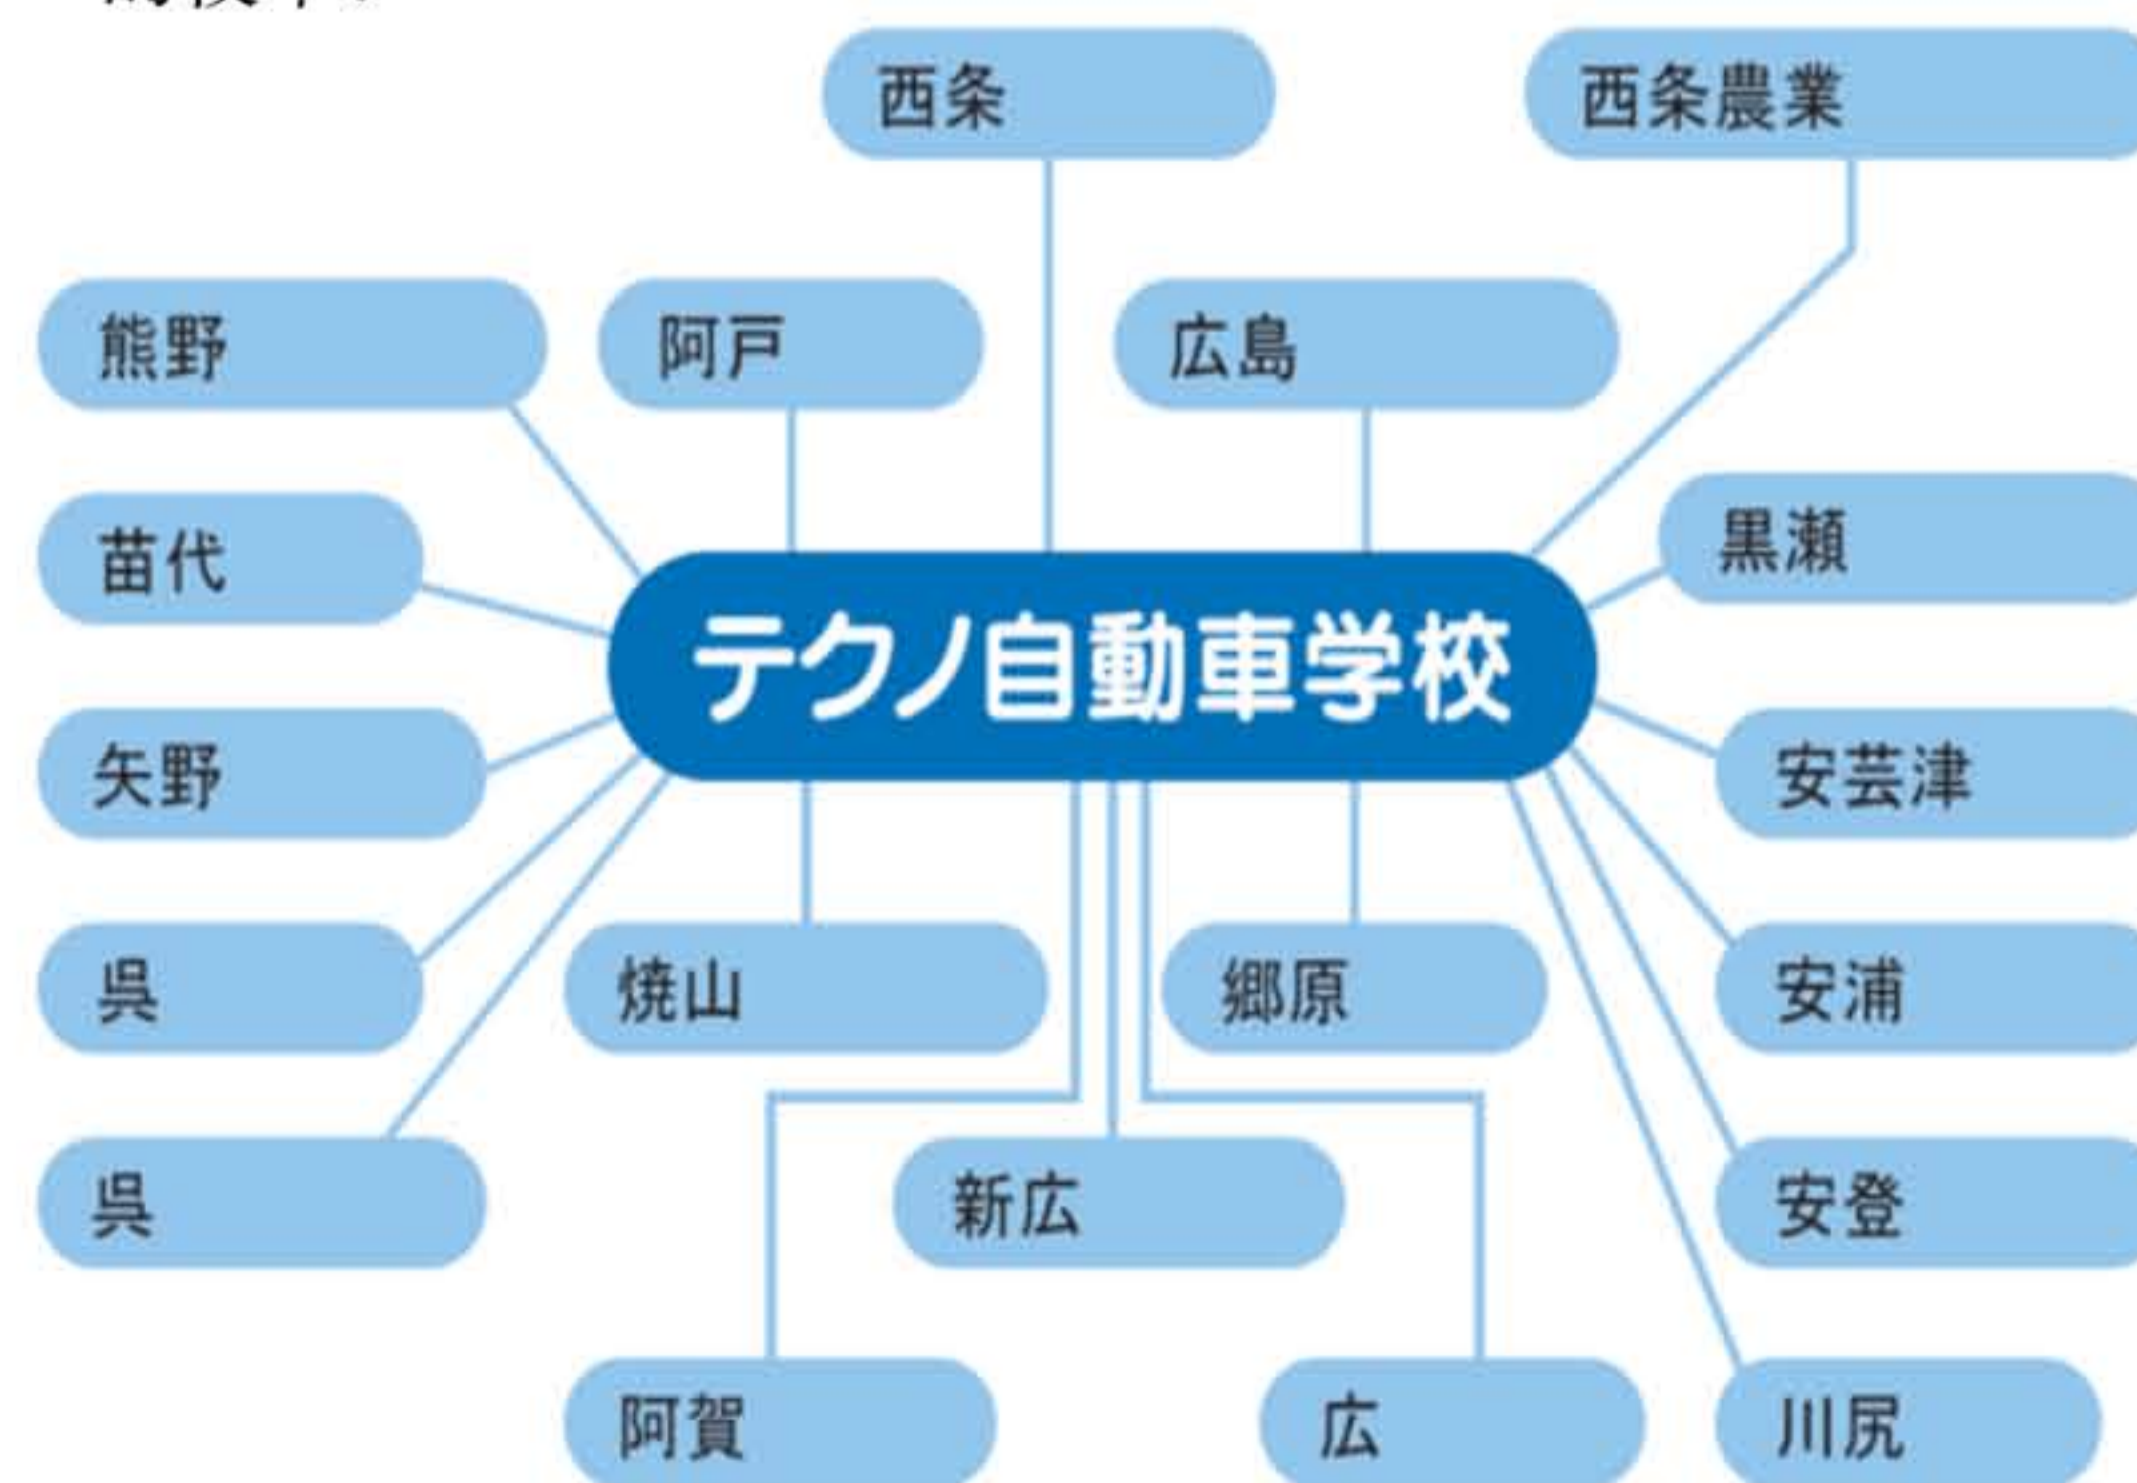 西条
西条農業
熊野
阿戸
広島
苗代
黒瀬
テクノ自動車学校
矢野
安芸津
呉
焼山
郷原
安浦
呉
新広
安登
阿賀
広
川尻